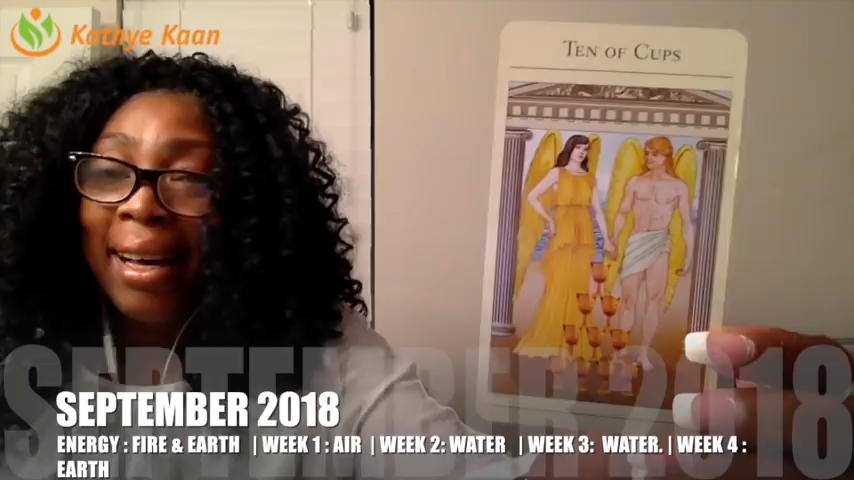 Kathye Kaan
TEN OF CUPS
SEPTEMBER 2018
SEPTEMBER 2018
ENERGY : FIRE & EARTH | WEEK 1 : AIR | WEEK 2: WATER | WEEK 3: WATER. | WEEK 4 :
EARTH